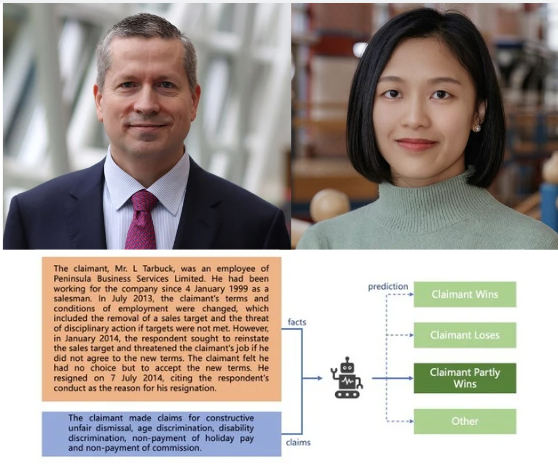 The claimant, Mr. L Tarbuck, was an employee of
Peninsula Business Services Limited. He had been
working for the company since 4 January 1999 as a
salesman. In July 2013, the claimant's terms and
conditions of employment were changed, which
included the removal of a sales target and the threat
of disciplinary action if targets were not met. However,
in January 2014, the respondent sought to reinstate
the sales target and threatened the claimant's job if he
did not agree to the new terms. The claimant felt he
had no choice but to accept the new terms. He
resigned on 7 July 2014, citing the respondent's
conduct as the reason for his resignation.
facts
The claimant made claims for constructive
unfair dismissal, age discrimination, disability
discrimination, non-payment of holiday pay
and non-payment of commission.
claims
prediction
Claimant Wins
Claimant Loses
Claimant Partly
Wins
Other